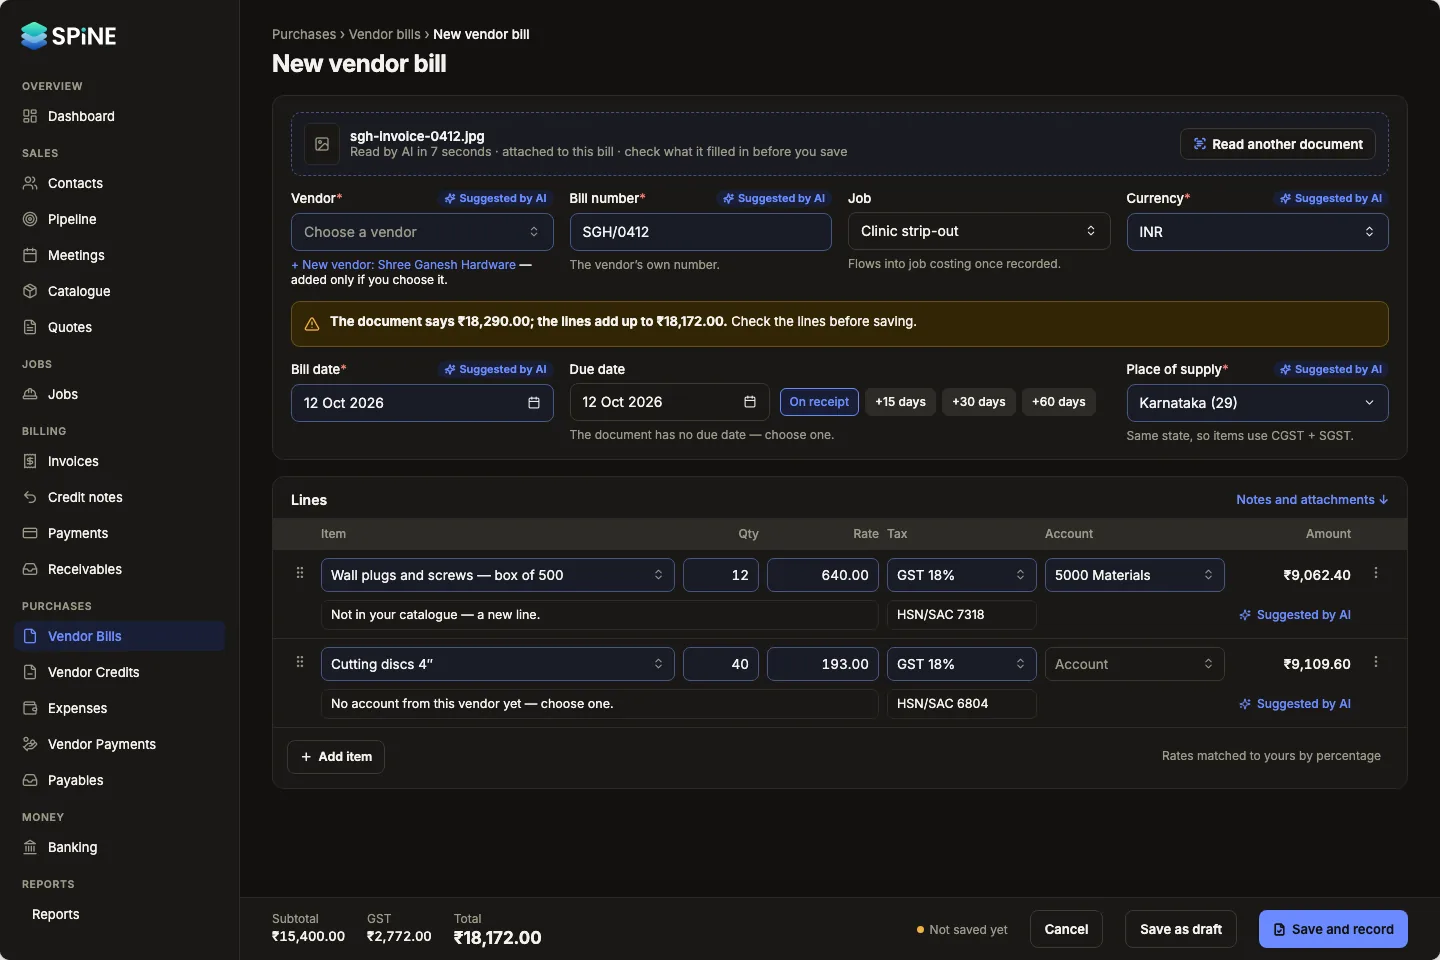 SPiNE
OVERVIEW
Dashboard
SALES
Contacts
Pipeline
Meetings
Catalogue
Quotes
JOBS
Jobs
BILLING
Invoices
Credit notes
Payments
Receivables
PURCHASES
Vendor Bills
Vendor Credits
Expenses
Vendor Payments
Payables
MONEY
Banking
REPORTS
Reports
Purchases › Vendor bills › New vendor bill
New vendor bill
sgh-invoice-0412.jpg
Read by AI in 7 seconds · attached to this bill · check what it filled in before you save
Read another document
Vendor* Suggested by AI
Choose a vendor
+ New vendor: Shree Ganesh Hardware —
added only if you choose it.
Bill number* Suggested by AI
SGH/0412
The vendor's own number.
Job
Clinic strip-out
Flows into job costing once recorded.
Currency* Suggested by AI
INR
The document says ₹18,290.00; the lines add up to ₹18,172.00. Check the lines before saving.
Bill date* Suggested by AI
12 Oct 2026
Due date
12 Oct 2026
On receipt +15 days +30 days +60 days
The document has no due date — choose one.
Place of supply* Suggested by AI
Karnataka (29)
Same state, so items use CGST + SGST.
Lines
Notes and attachments ↓
Item Qty Rate Tax Account Amount
Wall plugs and screws — box of 500 12 640.00 GST 18% 5000 Materials ₹9,062.40
Not in your catalogue — a new line. HSN/SAC 7318 Suggested by AI
Cutting discs 4″ 40 193.00 GST 18% Account ₹9,109.60
No account from this vendor yet — choose one. HSN/SAC 6804 Suggested by AI
+ Add item
Rates matched to yours by percentage
Subtotal GST Total
₹15,400.00 ₹2,772.00 ₹18,172.00
Not saved yet
Cancel
Save as draft
Save and record